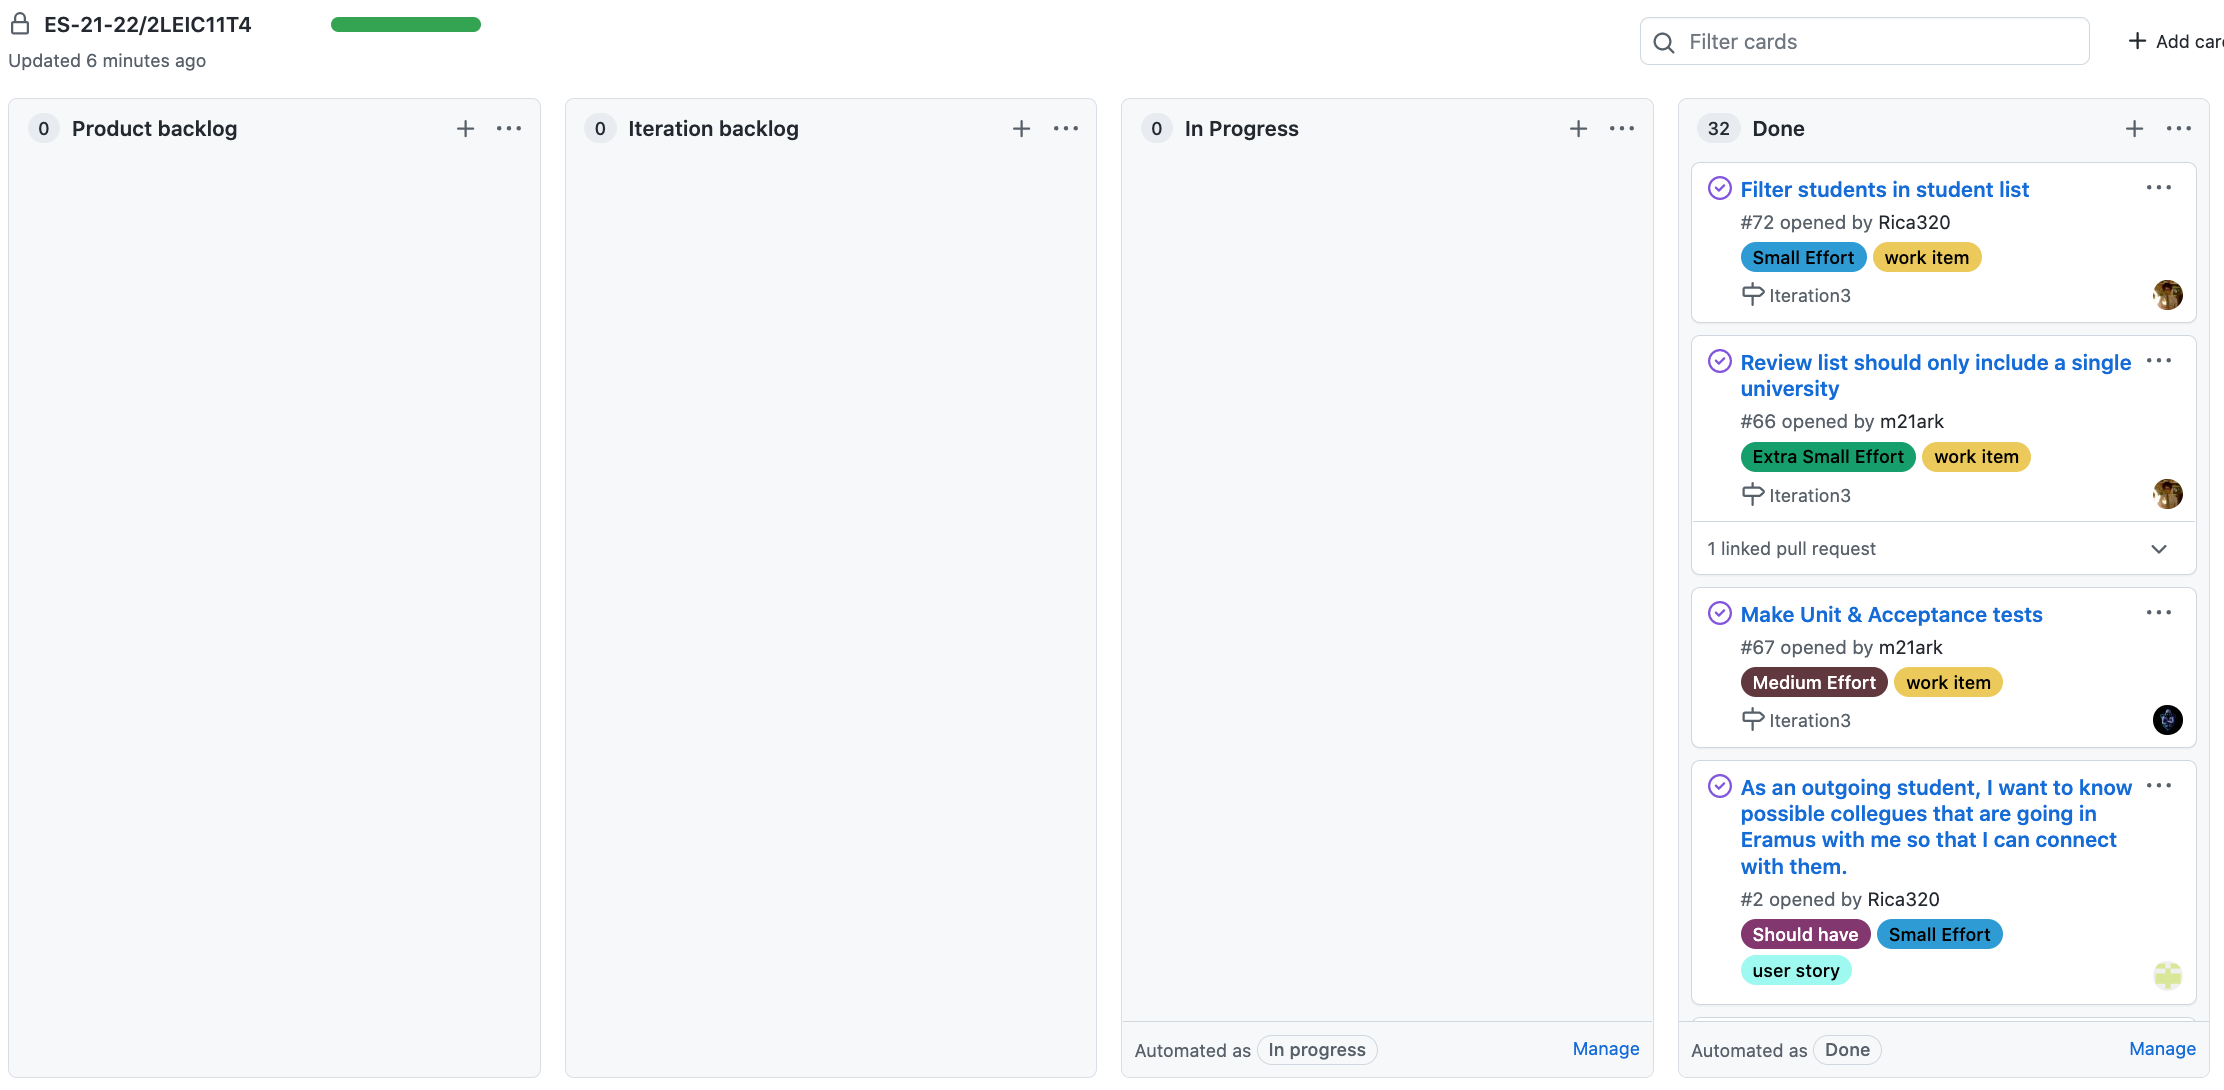 ES-21-22/2LEIC11T4
Updated 6 minutes ago
Filter cards
Add car
0 Product backlog
0 Iteration backlog
0 In Progress
Automated as In progress Manage
32 Done
Filter students in student list
#72 opened by Rica320
Small Effort work item
Iteration3
Review list should only include a single
university
#66 opened by m21ark
Extra Small Effort work item
Iteration3
1 linked pull request
Make Unit & Acceptance tests
#67 opened by m21ark
Medium Effort work item
Iteration3
As an outgoing student, I want to know
possible collegues that are going in
Eramus with me so that I can connect
with them.
#2 opened by Rica320
Should have Small Effort
user story
Automated as Done Manage